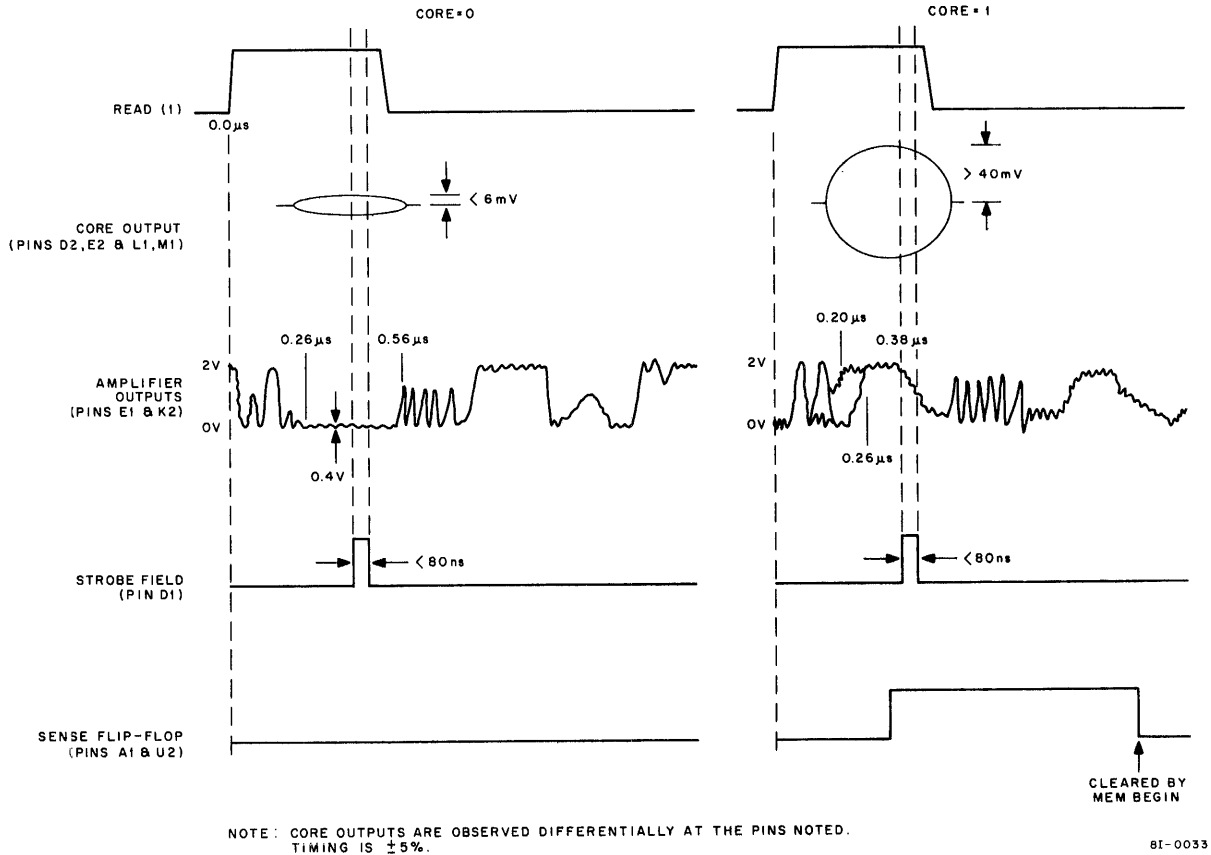 CORE=0
CORE = 1
READ (1)
0.0µs
< 6mV
> 40mV
CORE OUTPUT
(PINS D2,E2 & L1,M1)
0.26µs
0.56µs
0.20µs
0.38µs
2V
2V
AMPLIFIER
OUTPUTS
(PINS E1 & K2)
0V
0V
0.4V
0.26µs
<80ns
<80ns
STROBE FIELD
(PIN D1)
SENSE FLIP-FLOP
(PINS A1 & U2)
CLEARED BY
MEM BEGIN
NOTE: CORE OUTPUTS ARE OBSERVED DIFFERENTIALLY AT THE PINS NOTED.
TIMING IS ±5%.
8I-0033